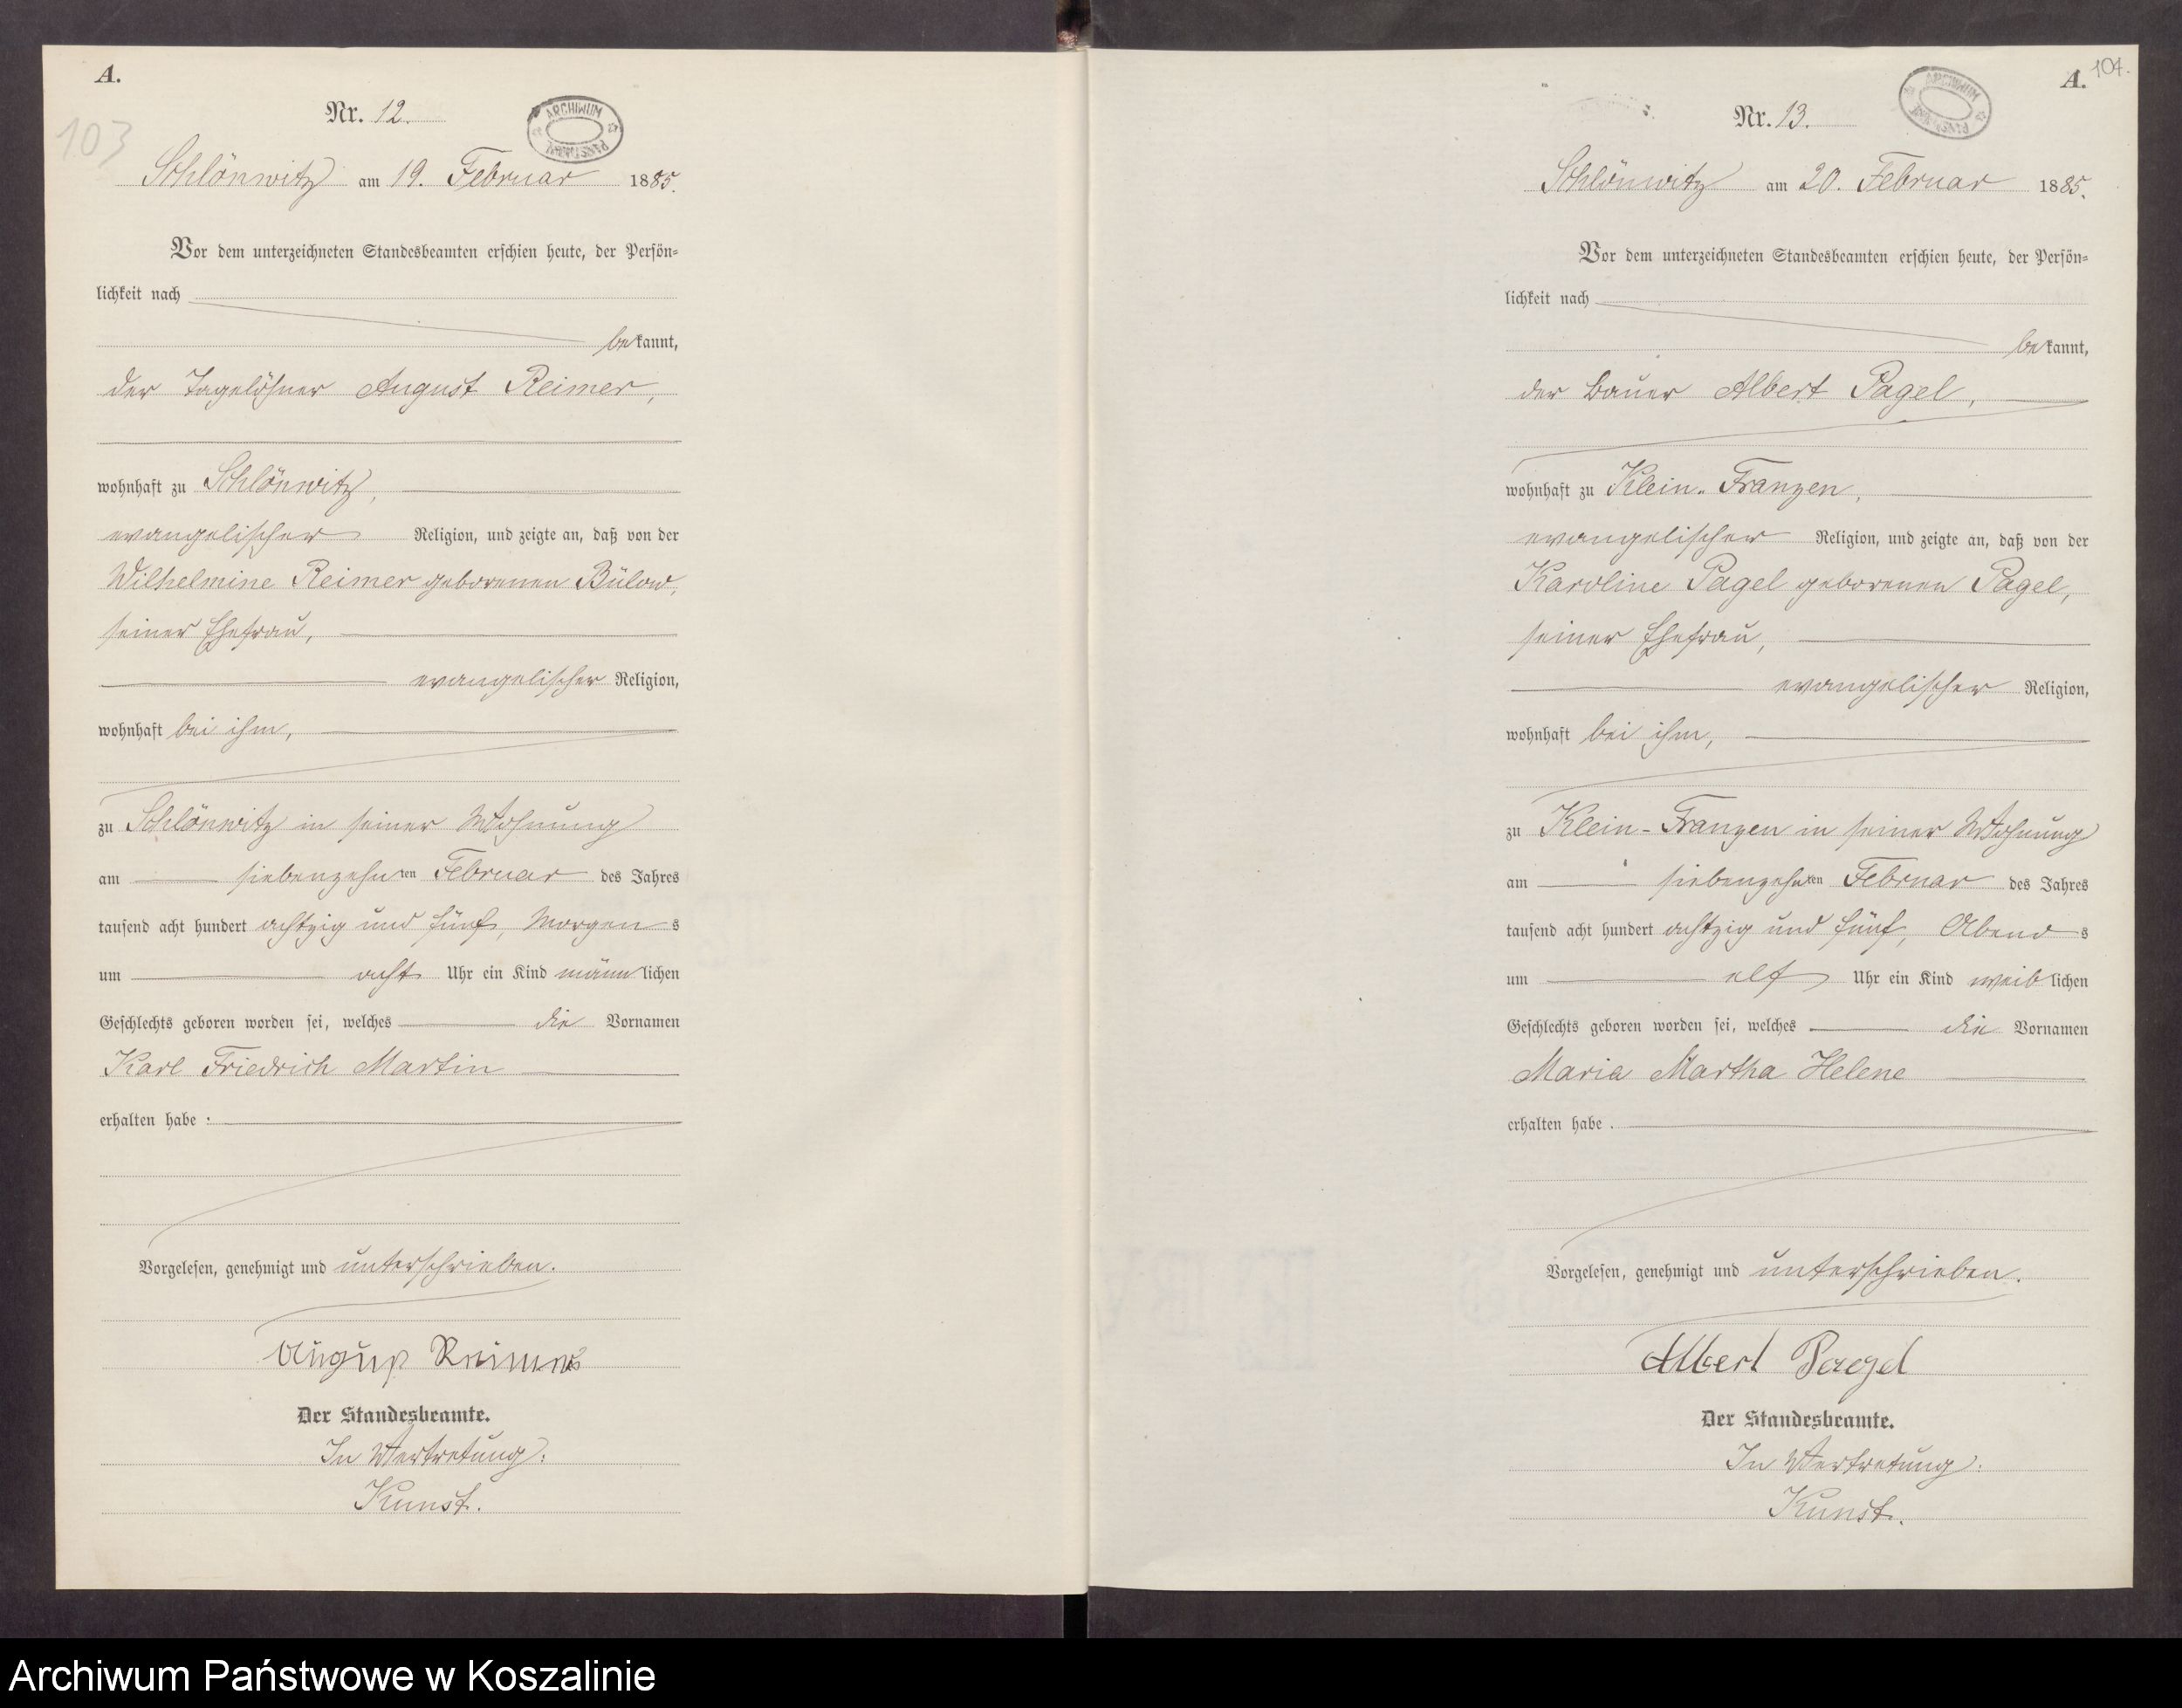 A.
Nr. 12.
ARCHIWUM
PAŃSTWOWE
103
Schlönwitz am 19. Februar 1885.
Vor dem unterzeichneten Standesbeamten erschien heute, der Persön-
lichkeit nach
bekannt,
der Tagelöhner August Reimer,
wohnhaft zu Schlönwitz,
evangelischer Religion, und zeigte an, daß von der
Wilhelmine Reimer geborenen Bülow,
seiner Ehefrau,
evangelischer Religion,
wohnhaft bei ihm,
zu Schlönwitz in seiner Wohnung
am siebenzehnten Februar des Jahres
tausend acht hundert achtzig und fünf, Morgens
um acht Uhr ein Kind männlichen
Geschlechts geboren worden sei, welches die Vornamen
Karl Friedrich Martin
erhalten habe :
Vorgelesen, genehmigt und unterschrieben.
August Reimer
Der Standesbeamte.
In Vertretung:
Kunst.
A.
104.
Nr. 13.
ARCHIWUM
PAŃSTWOWE
Schlönwitz am 20. Februar 1885.
Vor dem unterzeichneten Standesbeamten erschien heute, der Persön-
lichkeit nach
bekannt,
der Bauer Albert Pagel,
wohnhaft zu Klein-Franzen,
evangelischer Religion, und zeigte an, daß von der
Karoline Pagel geborenen Pagel,
seiner Ehefrau,
evangelischer Religion,
wohnhaft bei ihm,
zu Klein-Franzen in seiner Wohnung
am siebenzehnten Februar des Jahres
tausend acht hundert achtzig und fünf, Abends
um elf Uhr ein Kind weiblichen
Geschlechts geboren worden sei, welches die Vornamen
Maria Martha Helene
erhalten habe .
Vorgelesen, genehmigt und unterschrieben.
Albert Pagel
Der Standesbeamte.
In Vertretung:
Kunst.
Archiwum Państwowe w Koszalinie